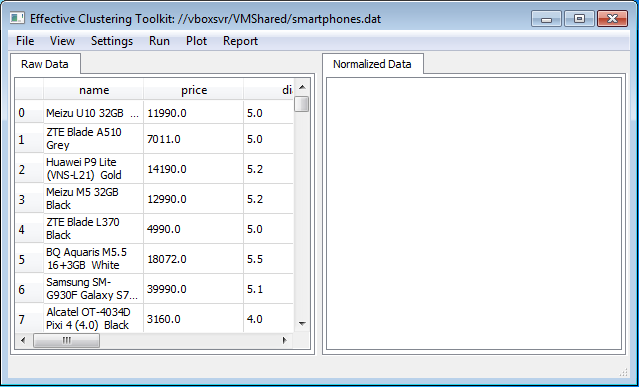 Effective Clustering Toolkit: //vboxsvr/VMShared/smartphones.dat
File View Settings Run Plot Report
Raw Data
Normalized Data
name price di
0 Meizu U10 32GB ... 11990.0 5.0
1 ZTE Blade A510 Grey 7011.0 5.0
2 Huawei P9 Lite (VNS-L21) Gold 14190.0 5.2
3 Meizu M5 32GB Black 12990.0 5.2
4 ZTE Blade L370 Black 4990.0 5.0
5 BQ Aquaris M5.5 16+3GB White 18072.0 5.5
6 Samsung SM-G930F Galaxy S7... 39990.0 5.1
7 Alcatel OT-4034D Pixi 4 (4.0) Black 3160.0 4.0